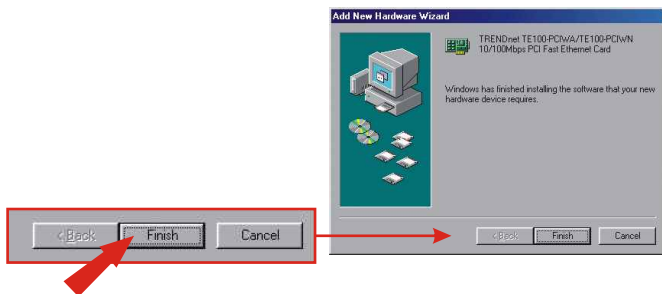 Add New Hardware Wizard
TRENDnet TE100-PCIWA/TE100-PCIWN
10/100Mbps PCI Fast Ethernet Card
Windows has finished installing the software that your new
hardware device requires.
< Back Finish Cancel
< Back Finish Cancel